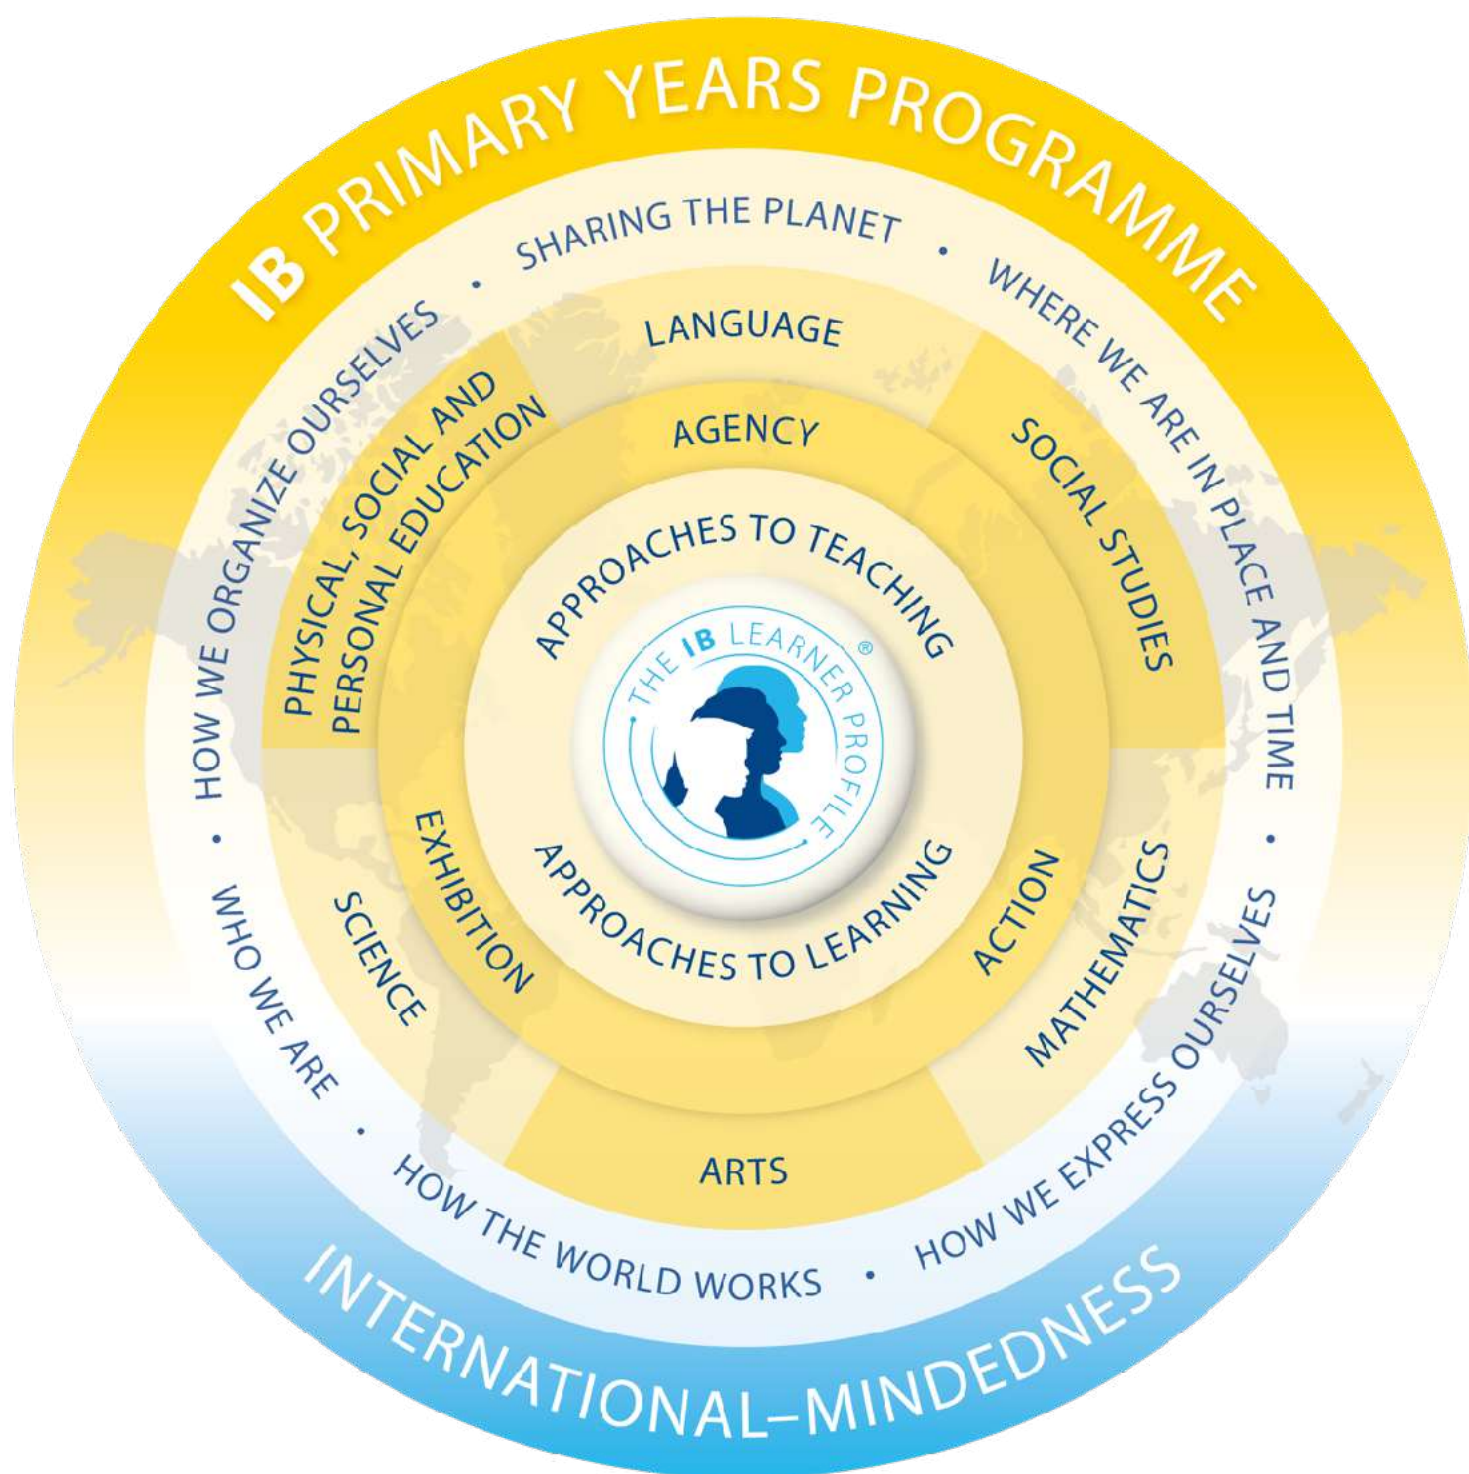 IB PRIMARY YEARS PROGRAMME
SHARING THE PLANET • WHERE WE ARE IN PLACE AND TIME • HOW WE EXPRESS OURSELVES • HOW THE WORLD WORKS • WHO WE ARE • HOW WE ORGANIZE OURSELVES •
LANGUAGE
SOCIAL STUDIES
MATHEMATICS
ARTS
SCIENCE
PHYSICAL, SOCIAL AND
PERSONAL EDUCATION
AGENCY
ACTION
EXHIBITION
APPROACHES TO TEACHING
APPROACHES TO LEARNING
THE IB LEARNER PROFILE ®
INTERNATIONAL–MINDEDNESS